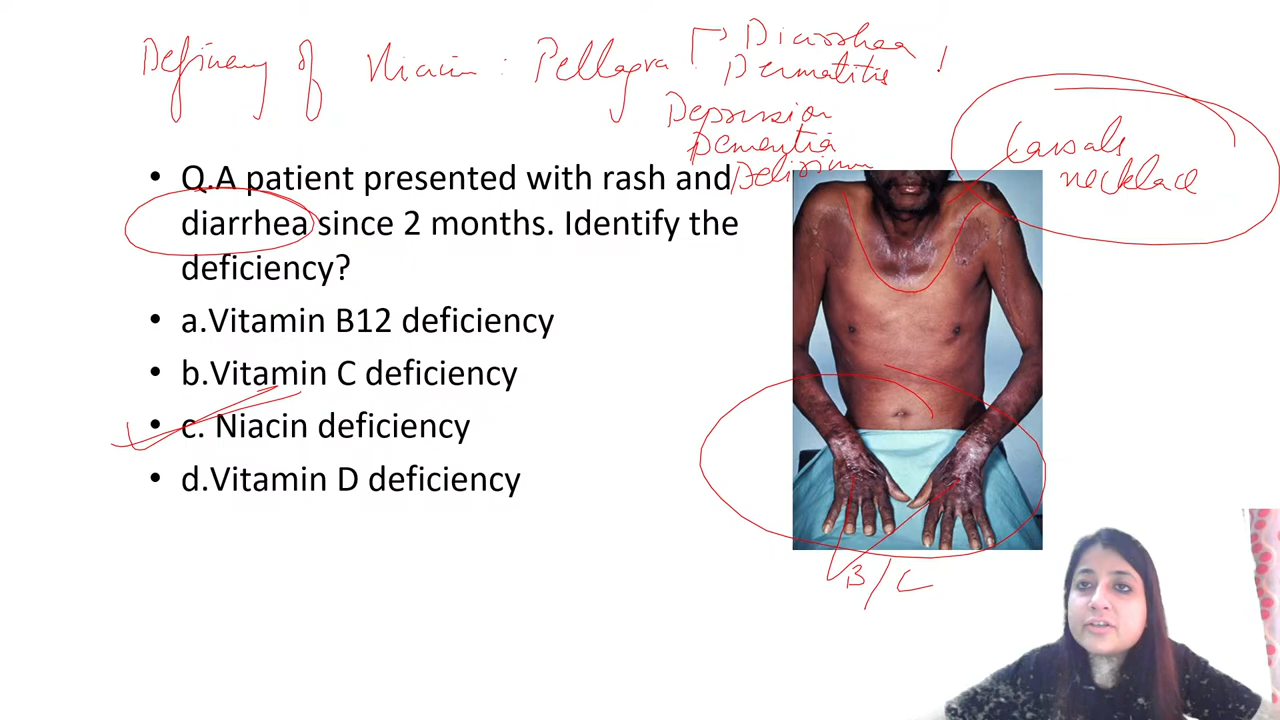 Deficiency of Niacin : Pellagra
Diarrhea
Dermatitis !
Depression
Dementia
Delirium
Casals
necklace
• Q.A patient presented with rash and
diarrhea since 2 months. Identify the
deficiency?
• a.Vitamin B12 deficiency
• b.Vitamin C deficiency
• c. Niacin deficiency
• d.Vitamin D deficiency
B/L